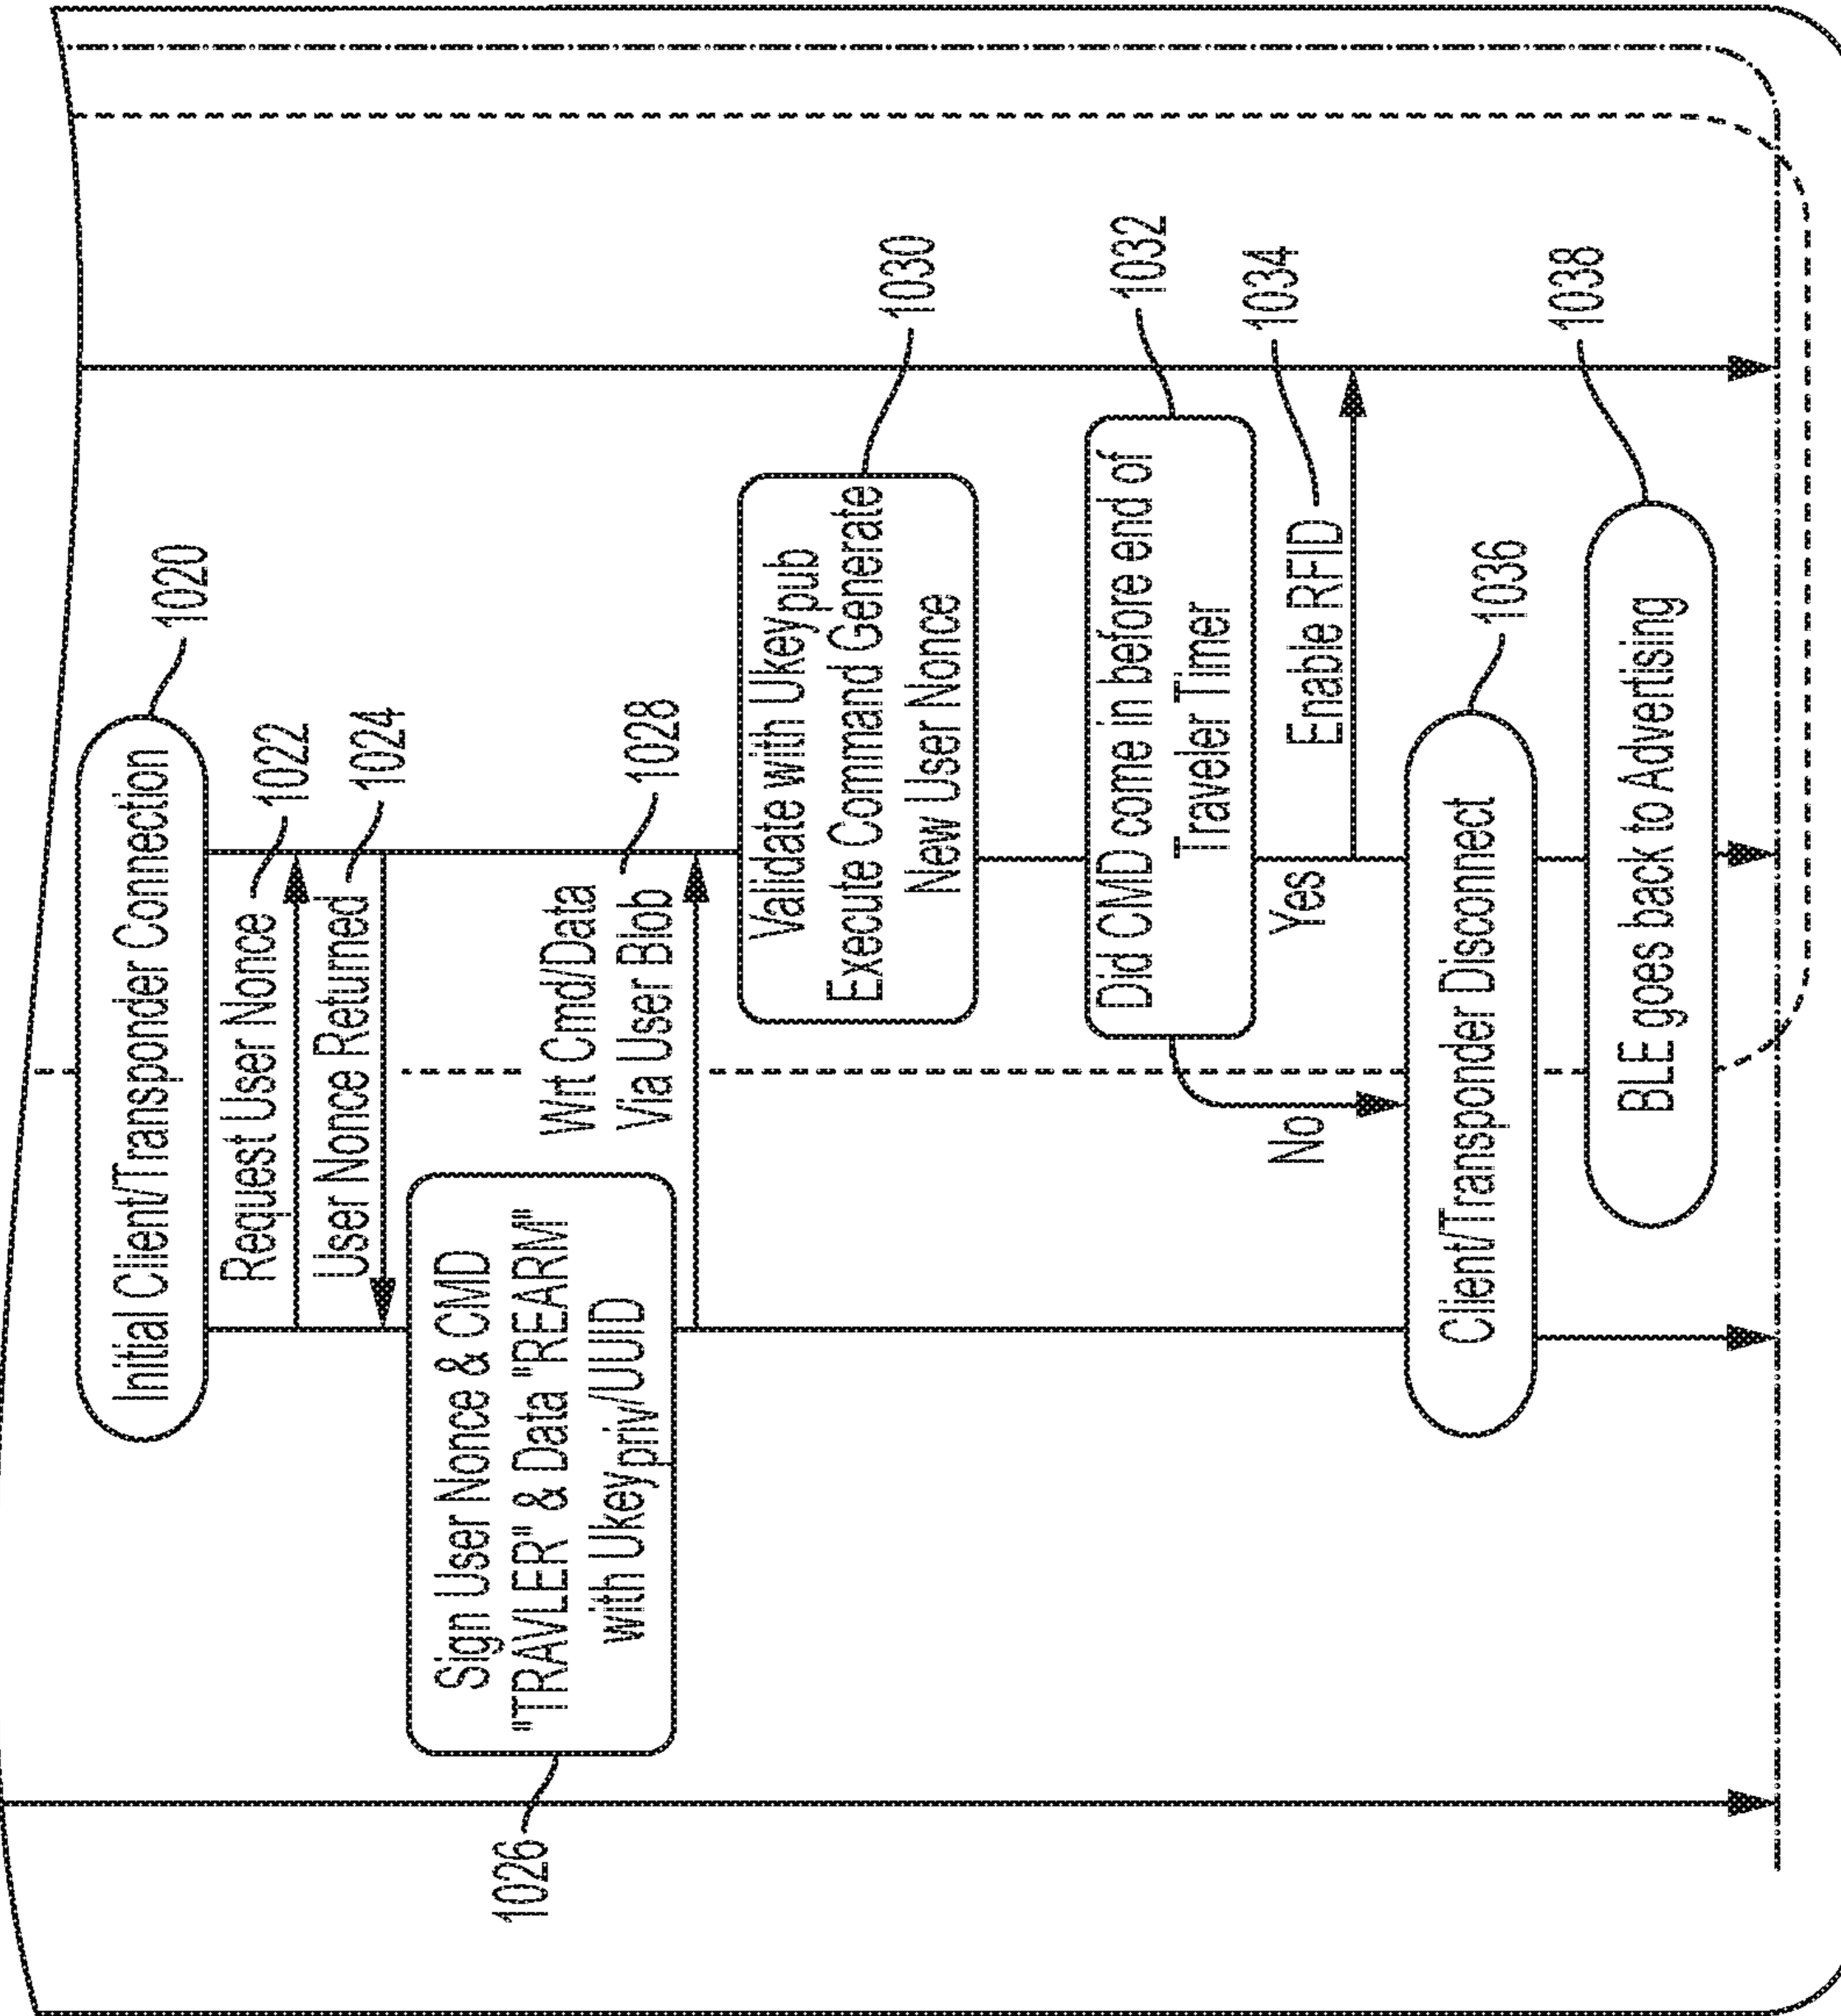 Initial Client/Transponder Connection
1020
Request User Nonce
1022
User Nonce Returned
1024
Sign User Nonce & CMD
"TRAVLER" & Data "REARM"
with Ukeypriv/UUID
1026
Wrt Cmd/Data
Via User Blob
1028
Validate with Ukeypub
Execute Command Generate
New User Nonce
1030
Did CMD come in before end of
Traveler Timer
1032
No
Yes
Enable RFID
1034
Client/Transponder Disconnect
1036
BLE goes back to Advertising
1038